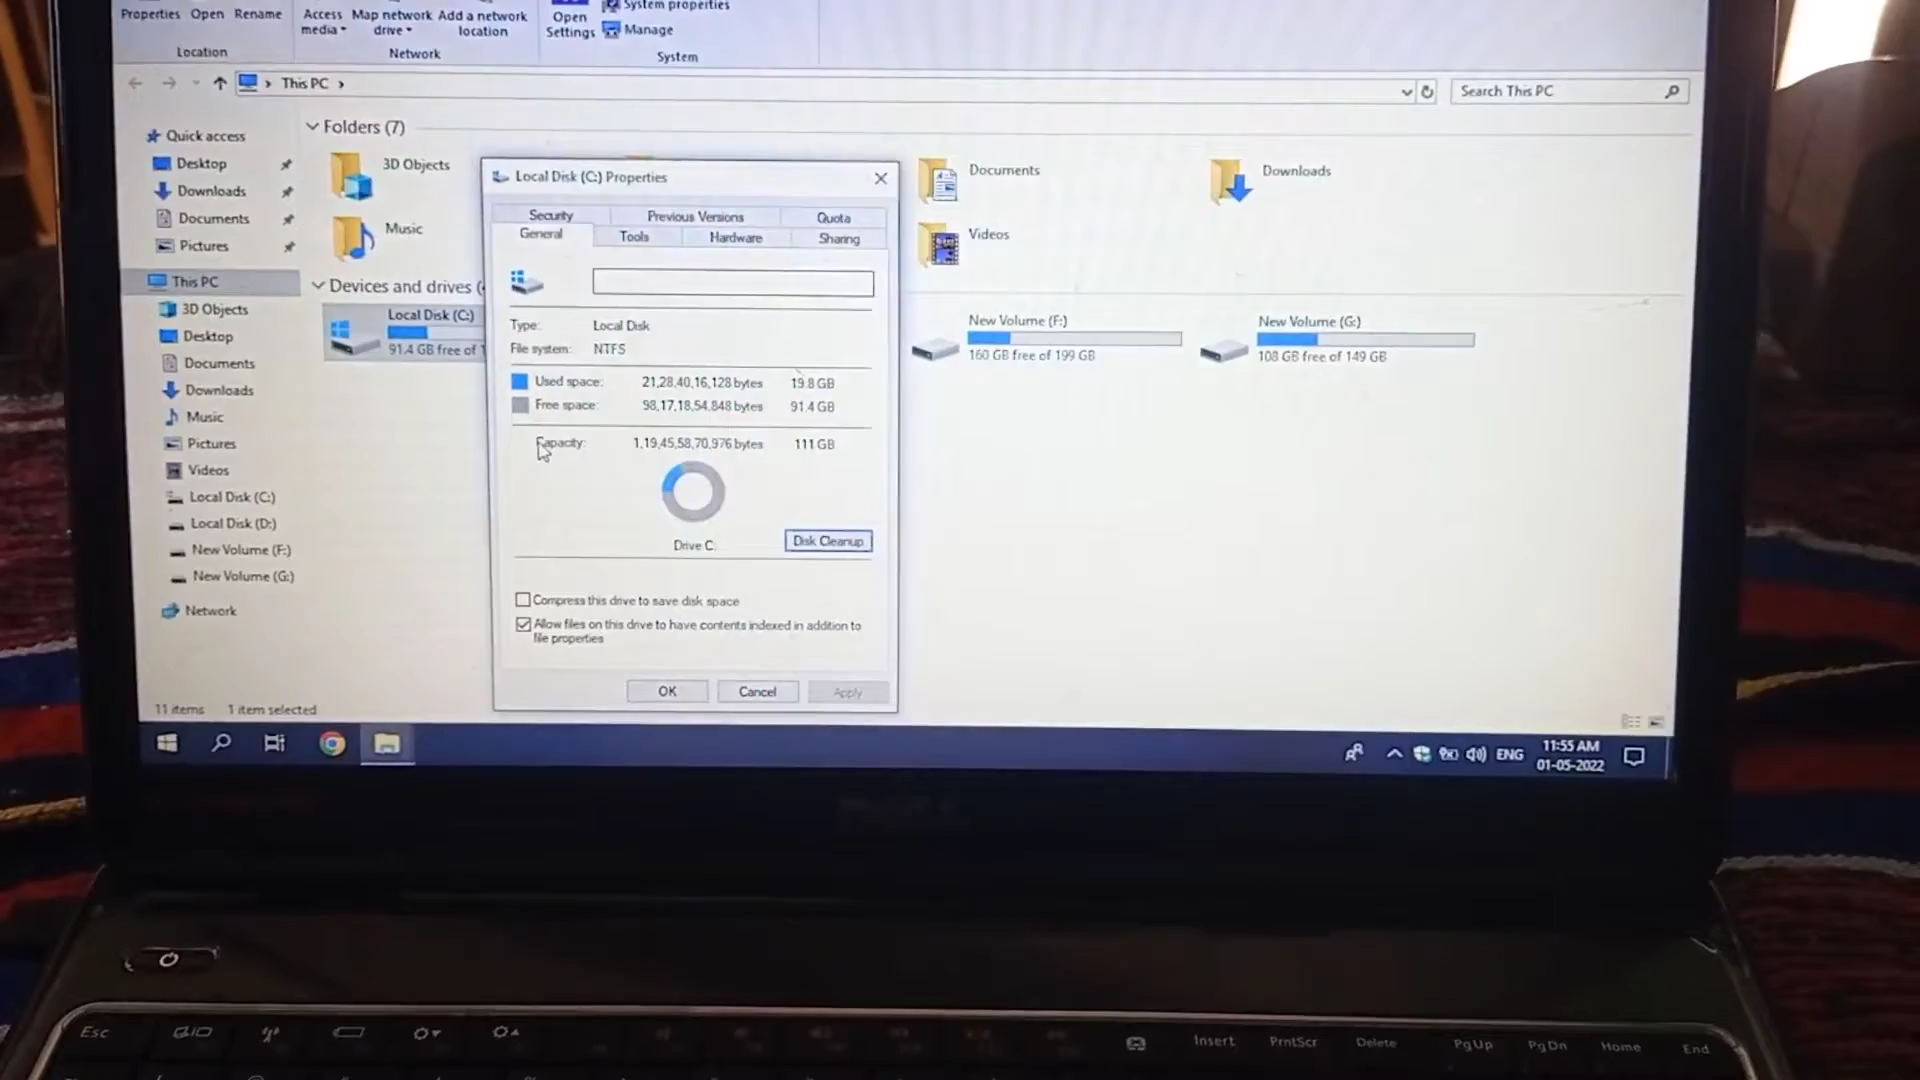 Properties Open Rename
Access media
Map network drive
Add a network location
Open Settings
System properties
Manage
Location
Network
System
This PC
Search This PC
Quick access
Desktop
Downloads
Documents
Pictures
This PC
3D Objects
Desktop
Documents
Downloads
Music
Pictures
Videos
Local Disk (C:)
Local Disk (D:)
New Volume (F:)
New Volume (G:)
Network
Folders (7)
3D Objects
Documents
Downloads
Music
Videos
Devices and drives (
Local Disk (C:)
91.4 GB free of 1
New Volume (F:)
160 GB free of 199 GB
New Volume (G:)
108 GB free of 149 GB
Local Disk (C:) Properties
Security Previous Versions Quota
General Tools Hardware Sharing
Type: Local Disk
File system: NTFS
Used space: 21,28,40,16,128 bytes 19.8 GB
Free space: 98,17,18,54,848 bytes 91.4 GB
Capacity: 1,19,45,58,70,976 bytes 111 GB
Drive C:
Disk Cleanup
Compress this drive to save disk space
Allow files on this drive to have contents indexed in addition to
file properties
OK Cancel Apply
11 items 1 item selected
ENG
11:55 AM
01-05-2022
Esc
Insert PrntScr Delete PgUp PgDn Home End